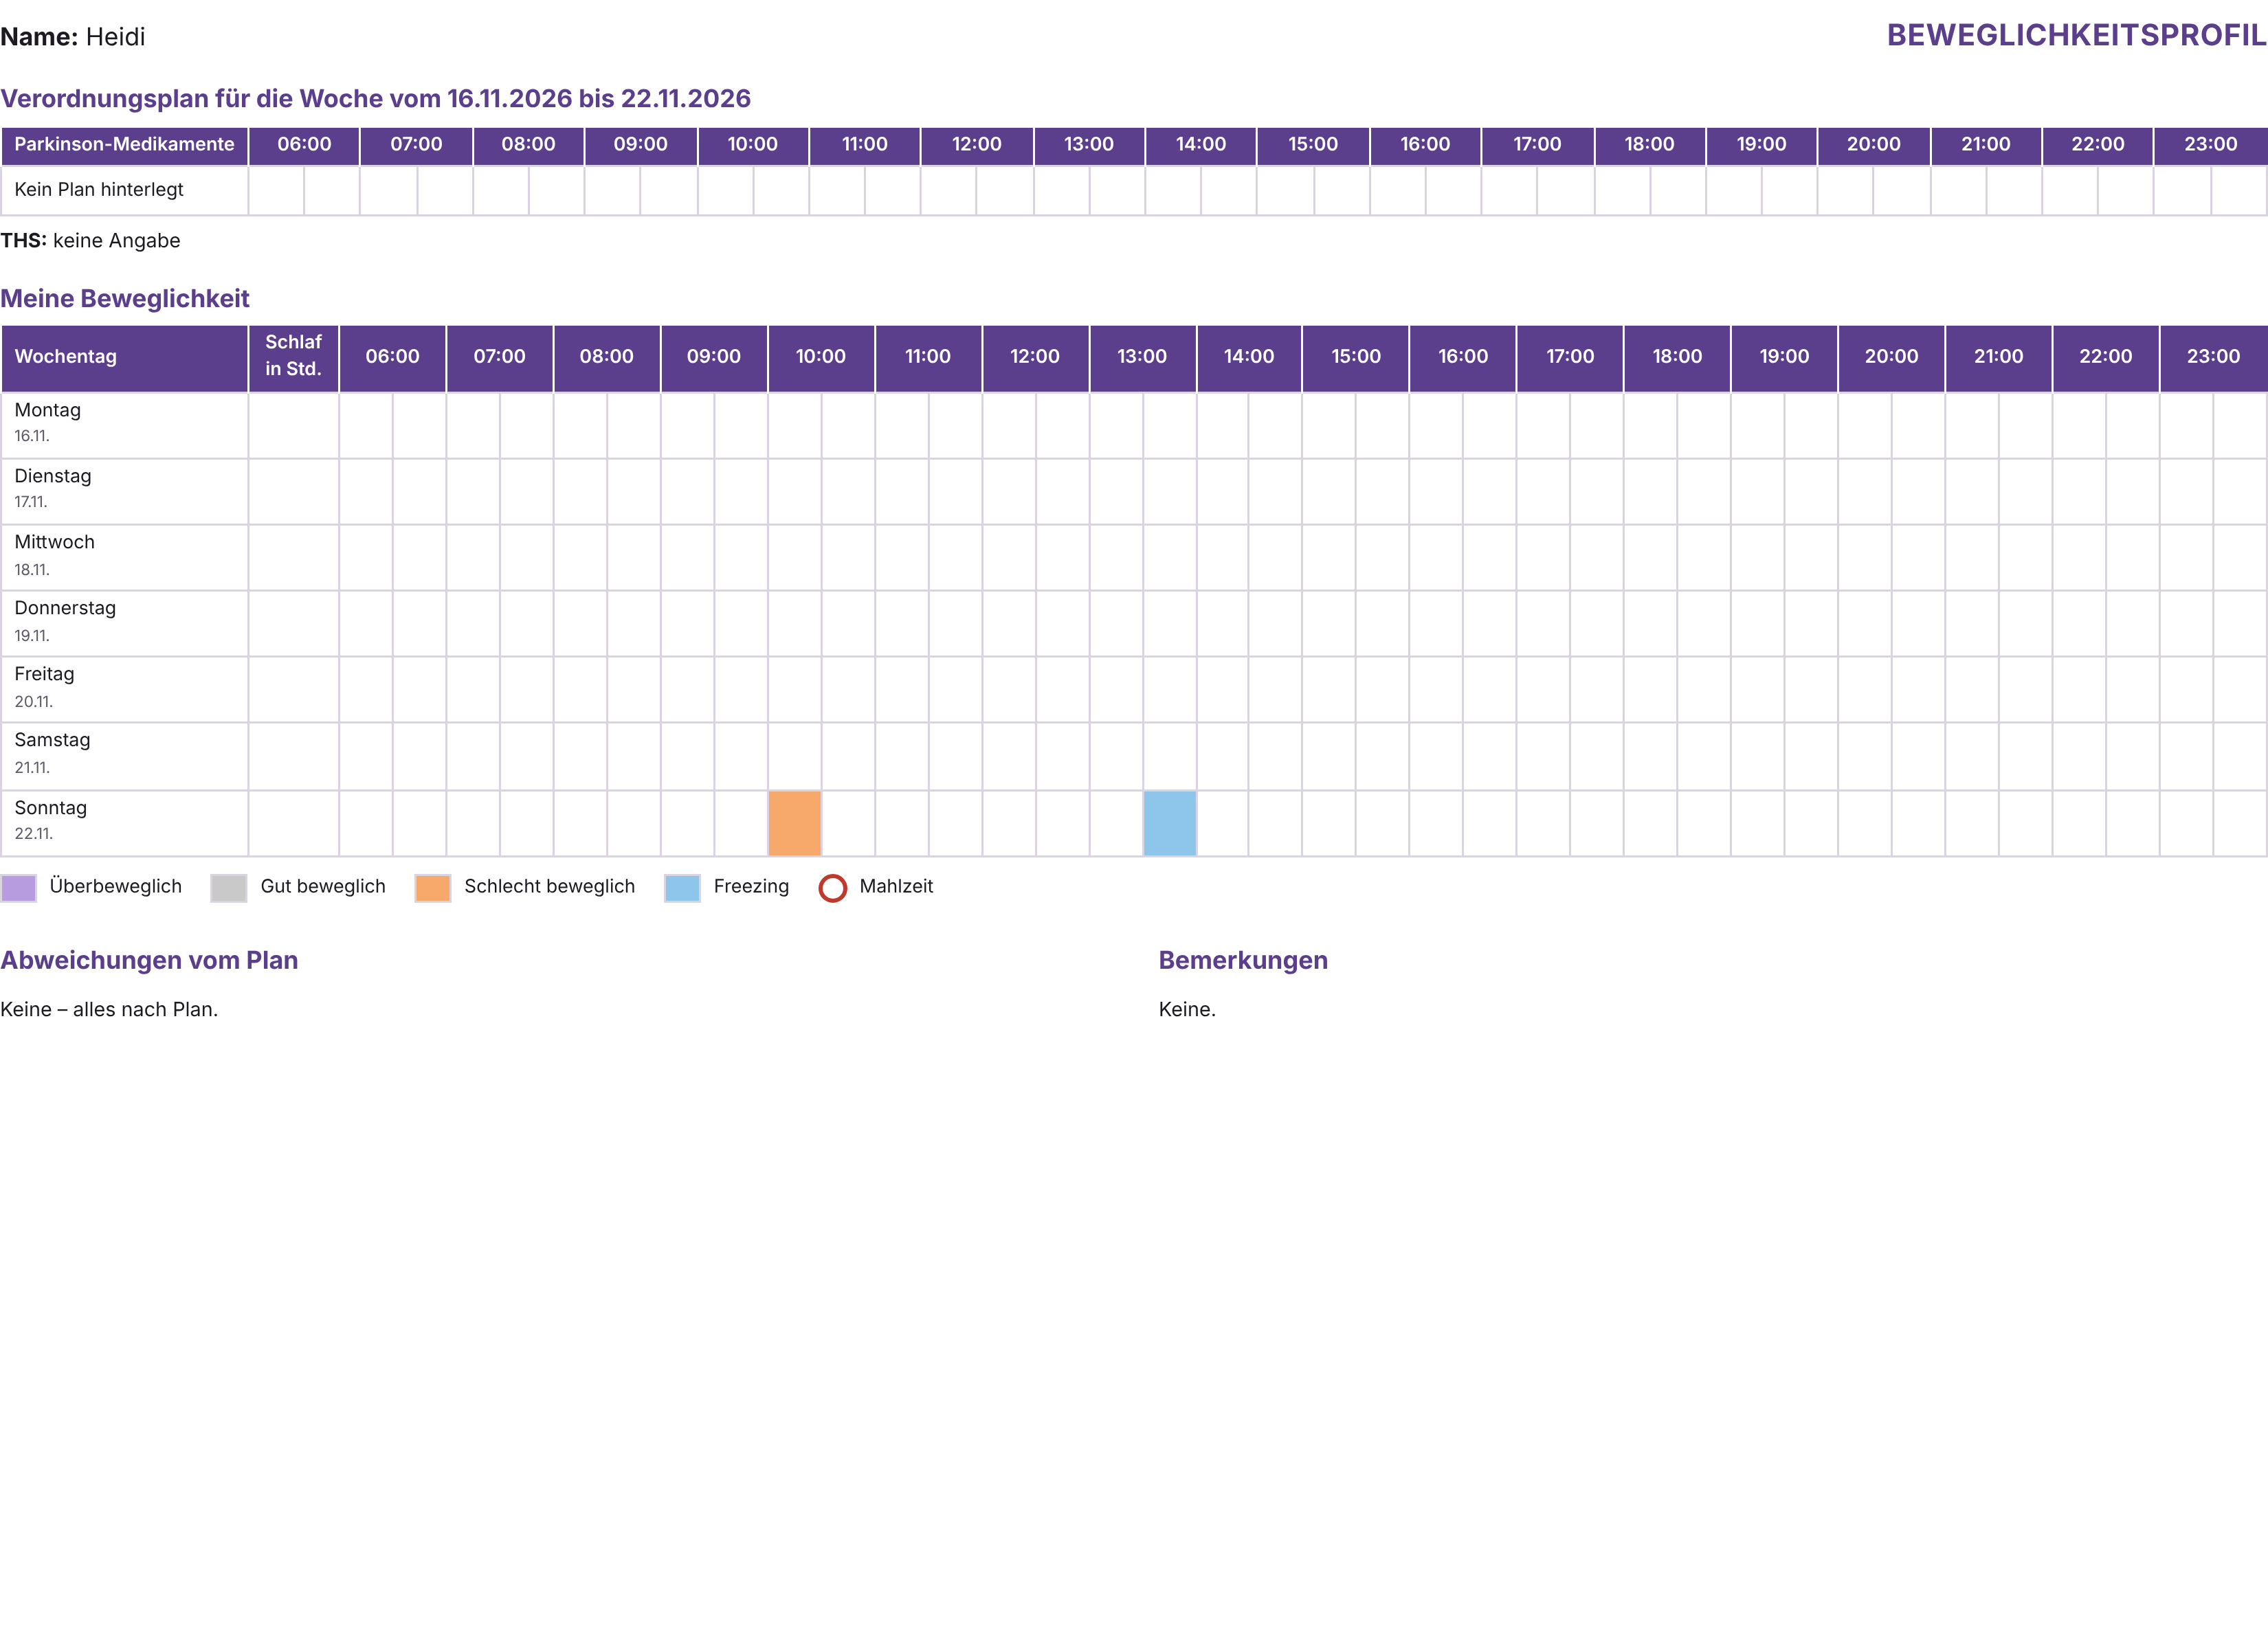 Name: Heidi
BEWEGLICHKEITSPROFIL
Verordnungsplan für die Woche vom 16.11.2026 bis 22.11.2026
Parkinson-Medikamente 06:00 07:00 08:00 09:00 10:00 11:00 12:00 13:00 14:00 15:00 16:00 17:00 18:00 19:00 20:00 21:00 22:00 23:00
Kein Plan hinterlegt
THS: keine Angabe
Meine Beweglichkeit
Wochentag Schlaf in Std. 06:00 07:00 08:00 09:00 10:00 11:00 12:00 13:00 14:00 15:00 16:00 17:00 18:00 19:00 20:00 21:00 22:00 23:00
Montag
16.11.
Dienstag
17.11.
Mittwoch
18.11.
Donnerstag
19.11.
Freitag
20.11.
Samstag
21.11.
Sonntag
22.11.
Überbeweglich Gut beweglich Schlecht beweglich Freezing Mahlzeit
Abweichungen vom Plan
Keine – alles nach Plan.
Bemerkungen
Keine.